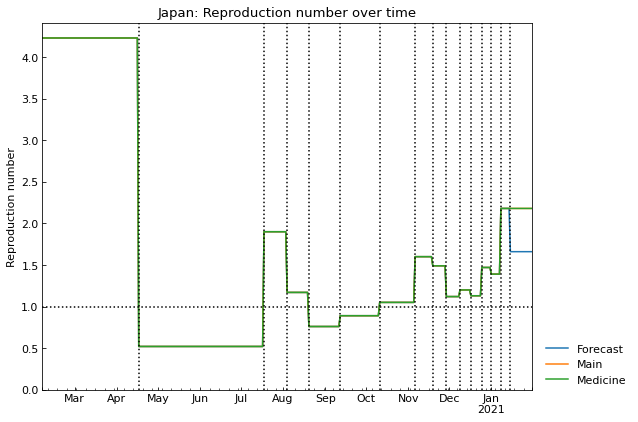 Japan: Reproduction number over time
Reproduction number
4.0
3.5
3.0
2.5
2.0
1.5
1.0
0.5
0.0
Mar Apr May Jun Jul Aug Sep Oct Nov Dec Jan
2021
Forecast
Main
Medicine